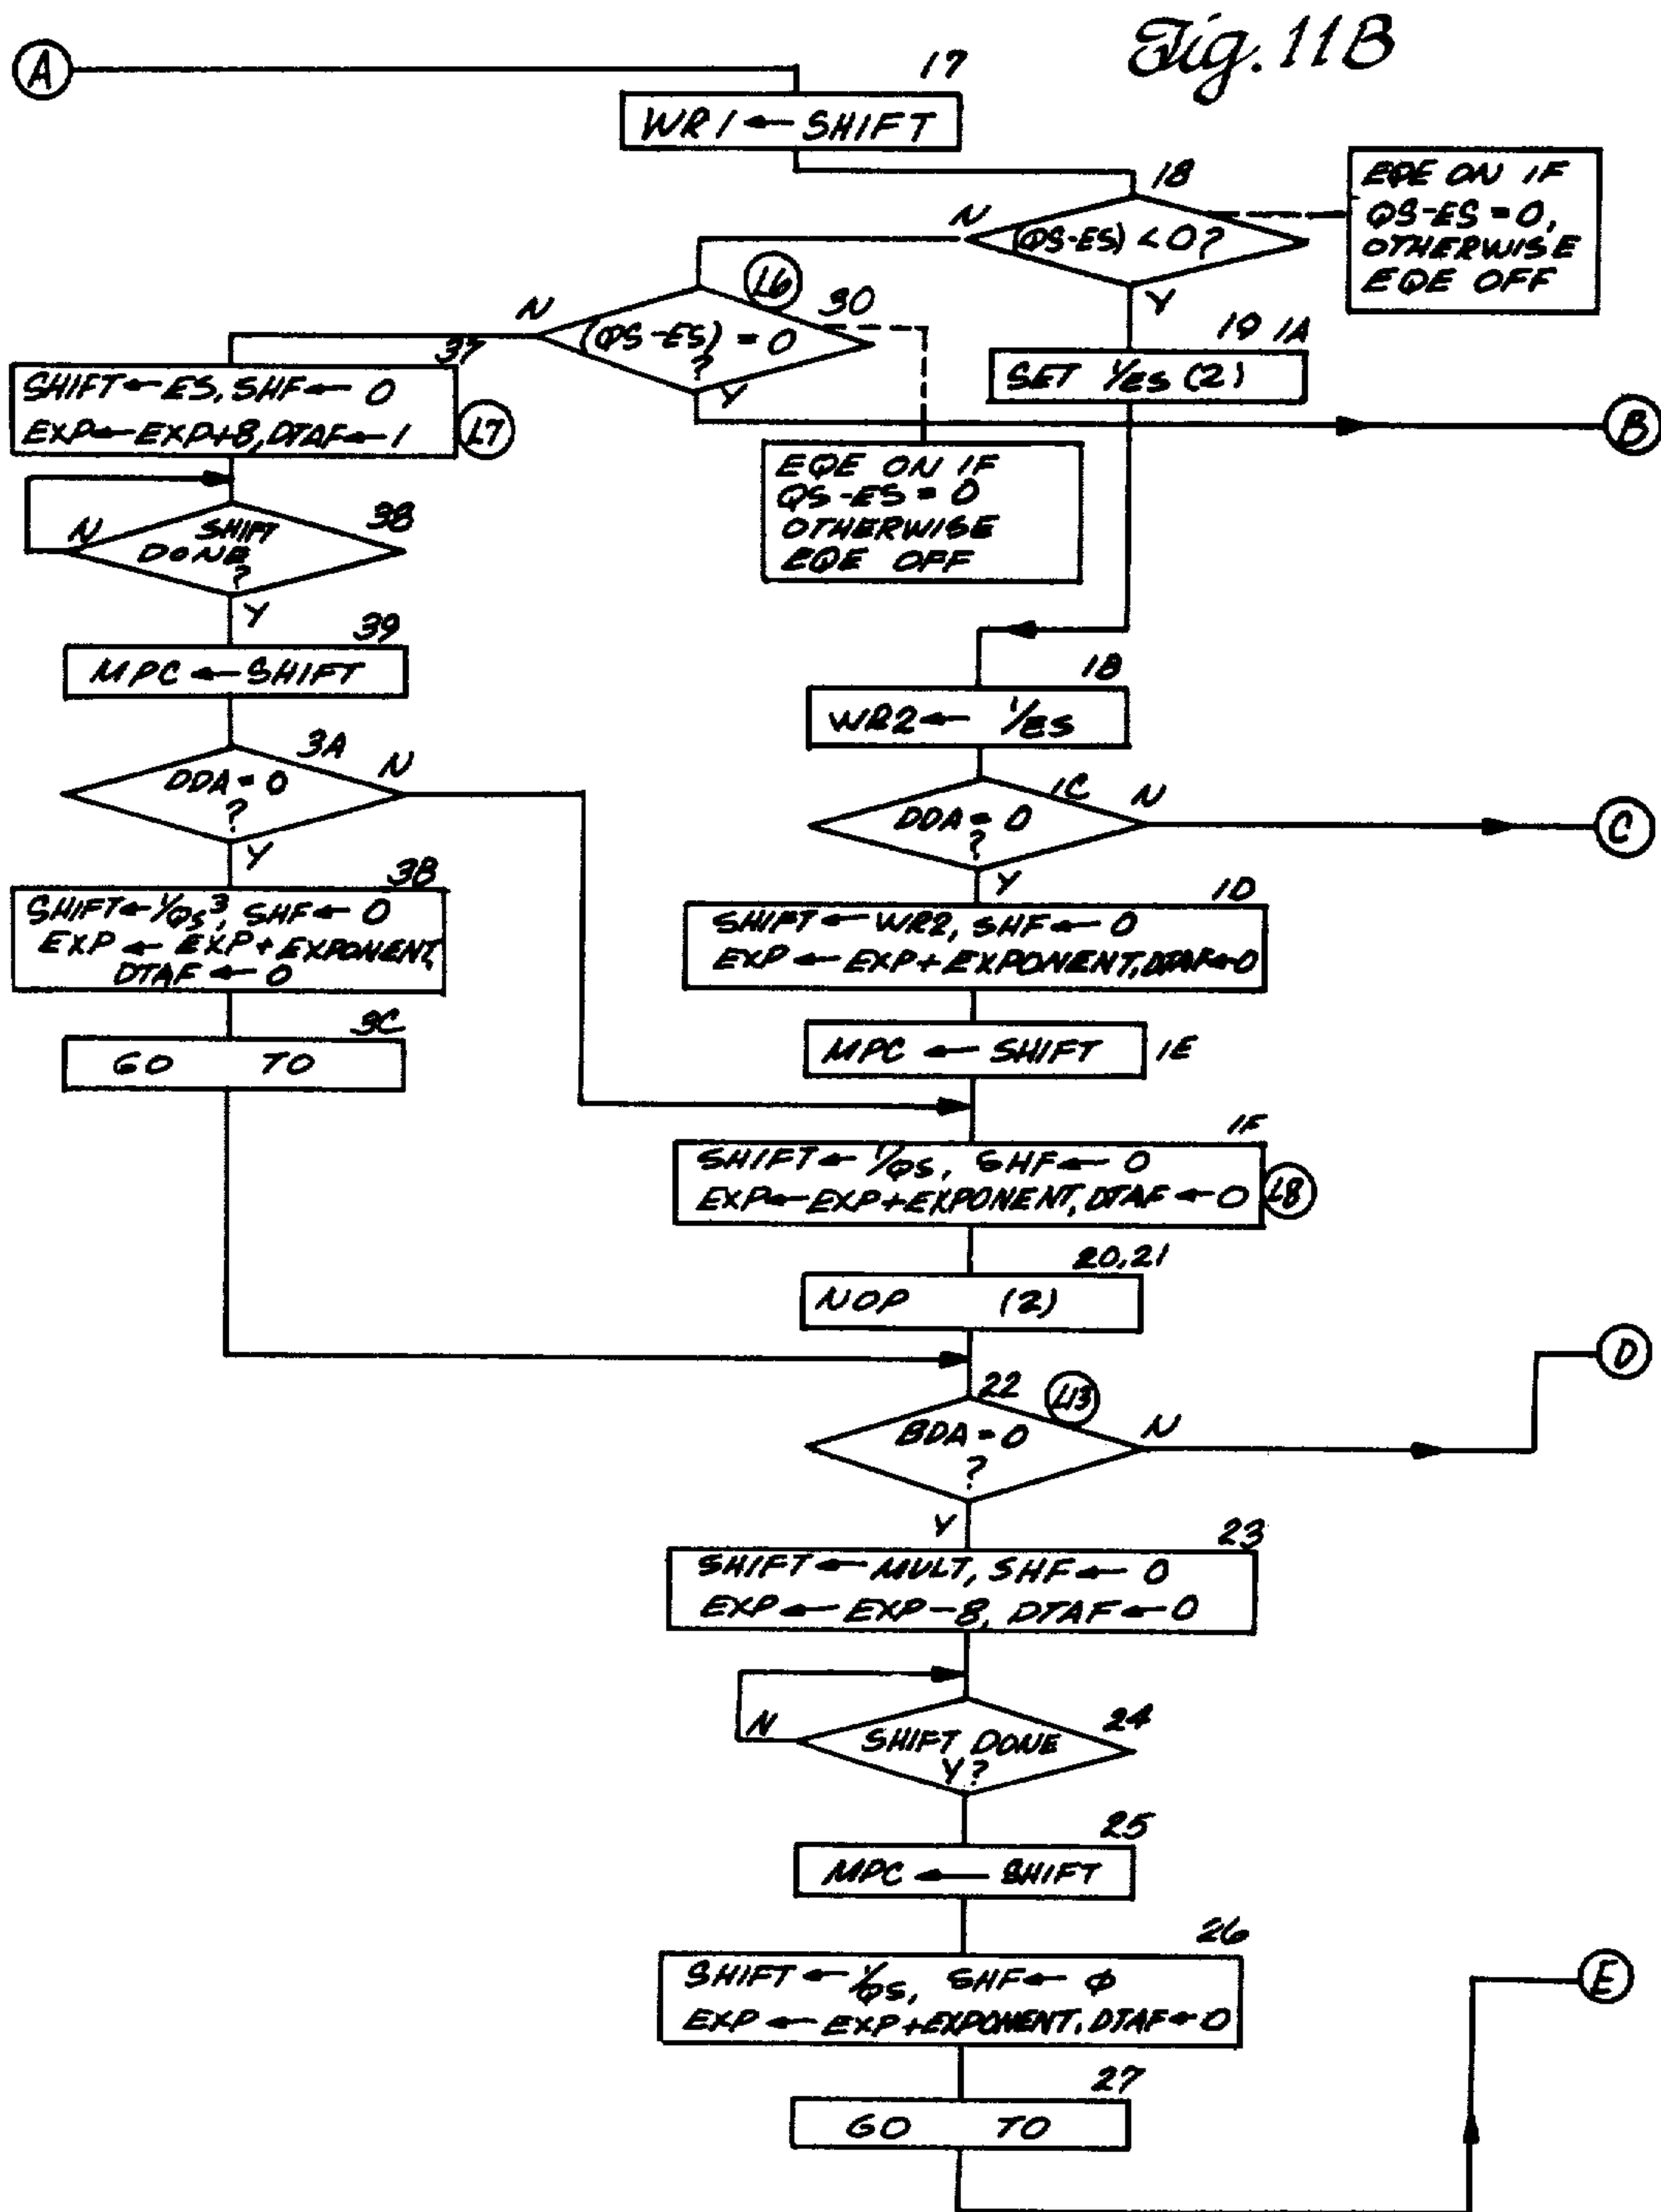 Fig. 11B
A
17
WR1 ← SHIFT
18
(QS-ES) < 0?
N
Y
EQE ON IF
QS-ES = 0,
OTHERWISE
EQE OFF
L6
30
(QS-ES) = 0
?
N
Y
19 1A
SET 1/ES (2)
B
37
SHIFT ← ES, SHF ← 0
EXP ← EXP+8, DTAF ← 1
L7
EQE ON IF
QS-ES = 0
OTHERWISE
EQE OFF
38
SHIFT
DONE
?
N
Y
39
MPC ← SHIFT
1B
WR2 ← 1/ES
3A
DDA = 0
?
N
Y
1C
DDA = 0
?
N
Y
C
3B
SHIFT ← 1/QS³, SHF ← 0
EXP ← EXP + EXPONENT,
DTAF ← 0
1D
SHIFT ← WR2, SHF ← 0
EXP ← EXP + EXPONENT, DTAF ← 0
3C
GO TO
MPC ← SHIFT
1E
1F
SHIFT ← 1/QS, SHF ← 0
EXP ← EXP + EXPONENT, DTAF ← 0
L8
20,21
NOP (2)
D
22
L13
BDA = 0
?
N
Y
23
SHIFT ← MULT, SHF ← 0
EXP ← EXP-8, DTAF ← 0
24
SHIFT DONE
?
N
Y
25
MPC ← SHIFT
26
SHIFT ← 1/QS, SHF ← φ
EXP ← EXP + EXPONENT, DTAF ← 0
E
27
GO TO